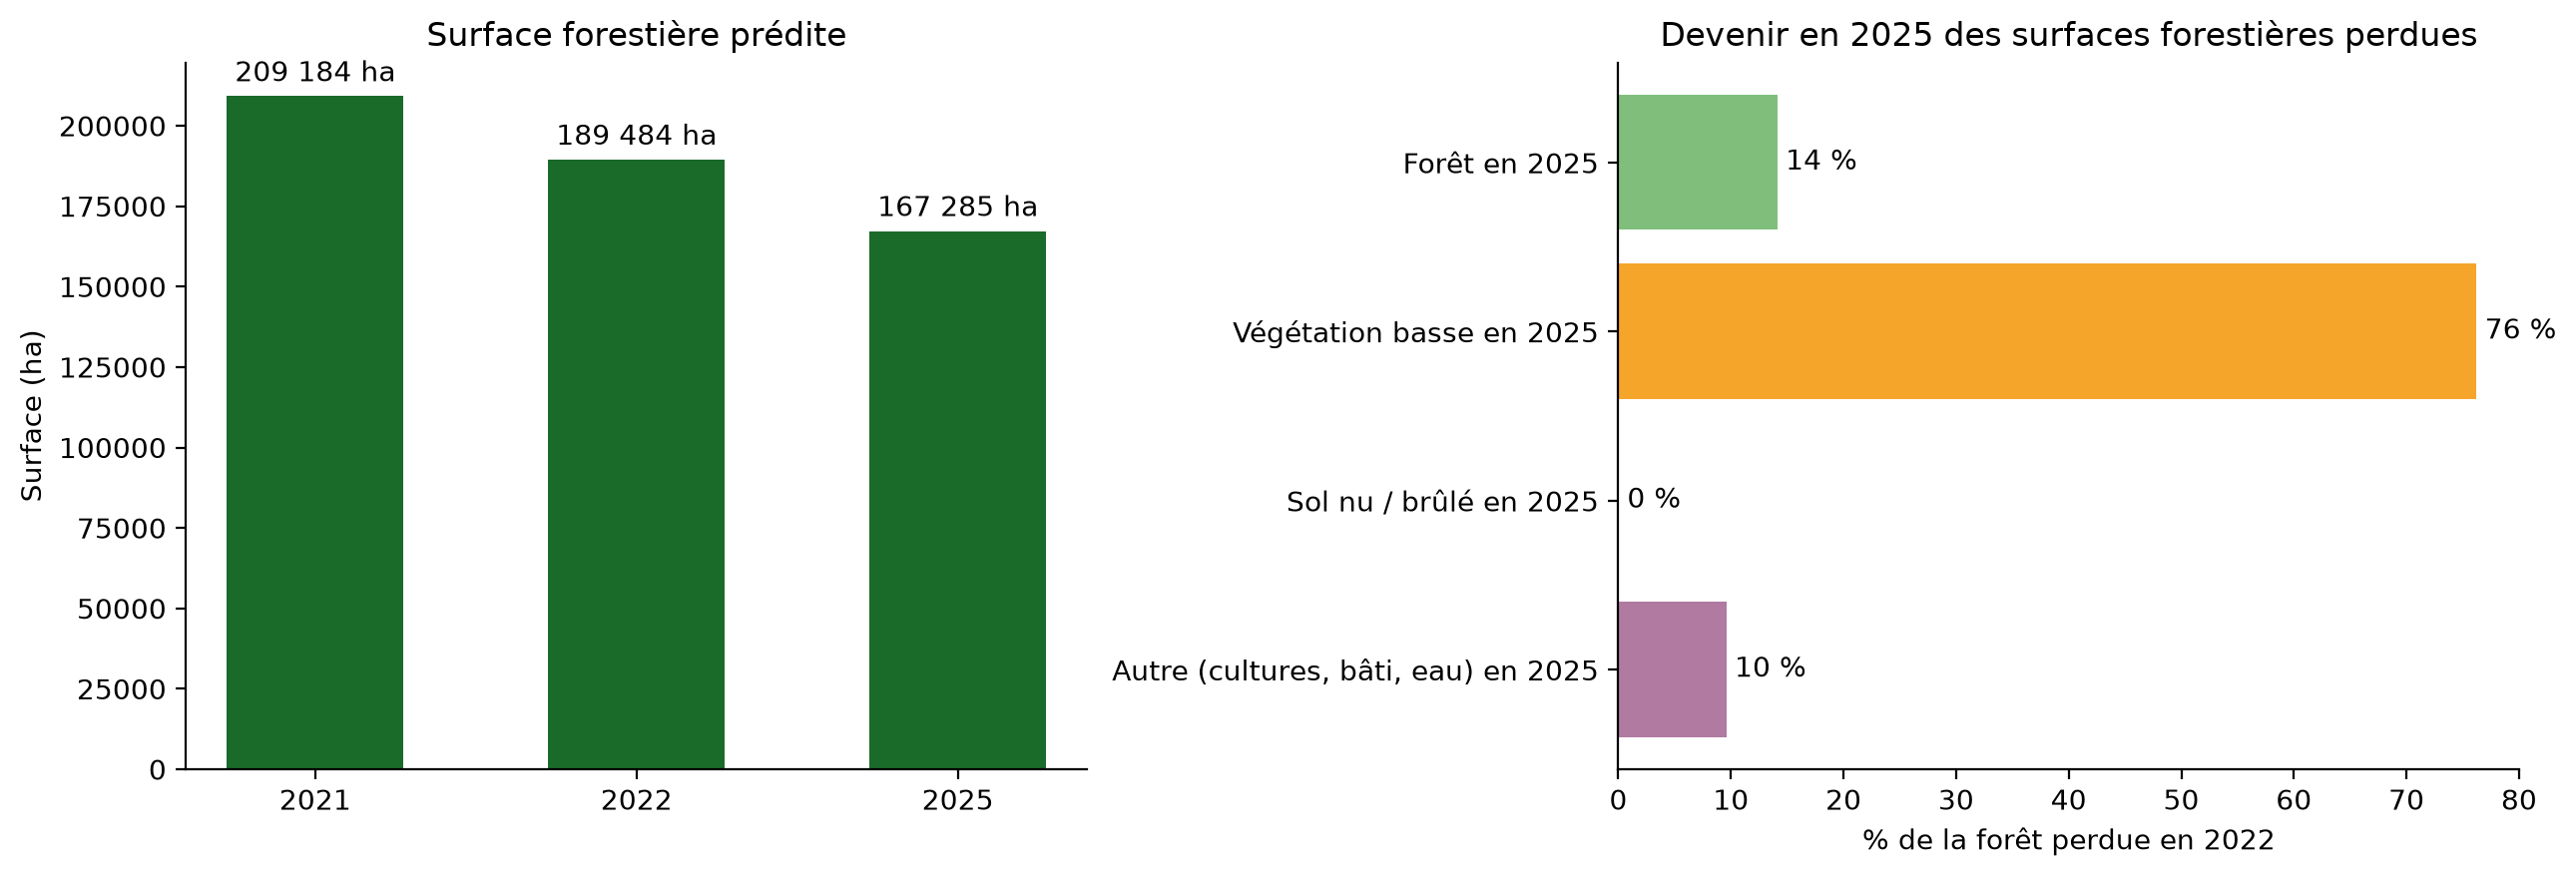 Surface forestière prédite
Surface (ha)
200000
175000
150000
125000
100000
75000
50000
25000
0
209 184 ha
189 484 ha
167 285 ha
2021
2022
2025
Devenir en 2025 des surfaces forestières perdues
Forêt en 2025
14 %
Végétation basse en 2025
76 %
Sol nu / brûlé en 2025
0 %
Autre (cultures, bâti, eau) en 2025
10 %
0 10 20 30 40 50 60 70 80
% de la forêt perdue en 2022